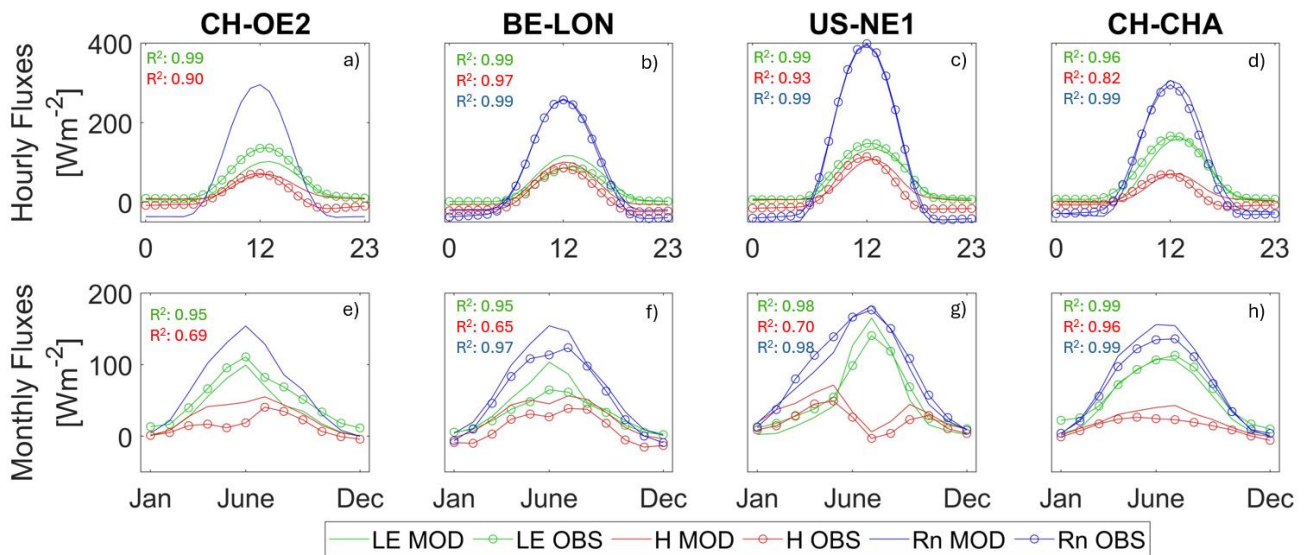 CH-OE2 BE-LON US-NE1 CH-CHA
Hourly Fluxes
[Wm-2]
400
200
0
R²: 0.99
R²: 0.90
a)
0 12 23
R²: 0.99
R²: 0.97
R²: 0.99
b)
0 12 23
R²: 0.99
R²: 0.93
R²: 0.99
c)
0 12 23
R²: 0.96
R²: 0.82
R²: 0.99
d)
0 12 23
Monthly Fluxes
[Wm-2]
200
100
0
R²: 0.95
R²: 0.69
e)
Jan June Dec
R²: 0.95
R²: 0.65
R²: 0.97
f)
Jan June Dec
R²: 0.98
R²: 0.70
R²: 0.98
g)
Jan June Dec
R²: 0.99
R²: 0.96
R²: 0.99
h)
Jan June Dec
LE MOD LE OBS H MOD H OBS Rn MOD Rn OBS